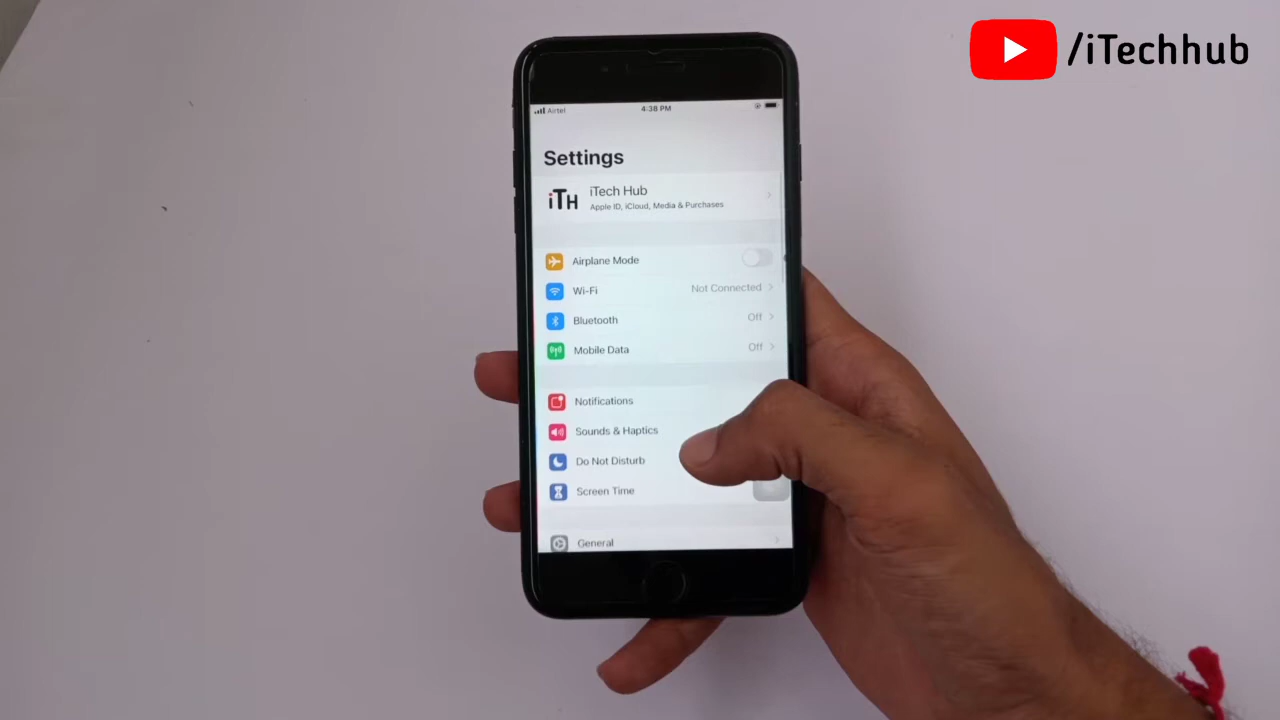 /iTechhub
Airtel 4:38 PM
Settings
iTH iTech Hub
Apple ID, iCloud, Media & Purchases
Airplane Mode
Wi-Fi Not Connected
Bluetooth Off
Mobile Data Off
Notifications
Sounds & Haptics
Do Not Disturb
Screen Time
General